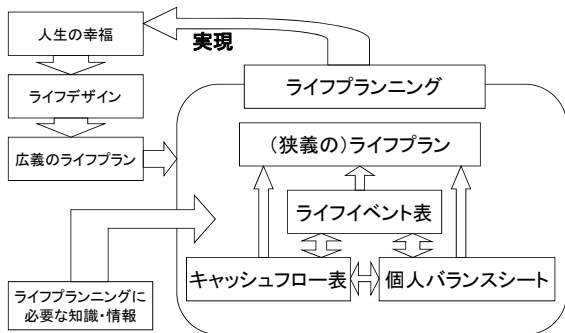 人生の幸福
実現
ライフプランニング
ライフデザイン
広義のライフプラン
(狭義の)ライフプラン
ライフイベント表
キャッシュフロー表
個人バランスシート
ライフプランニングに
必要な知識・情報